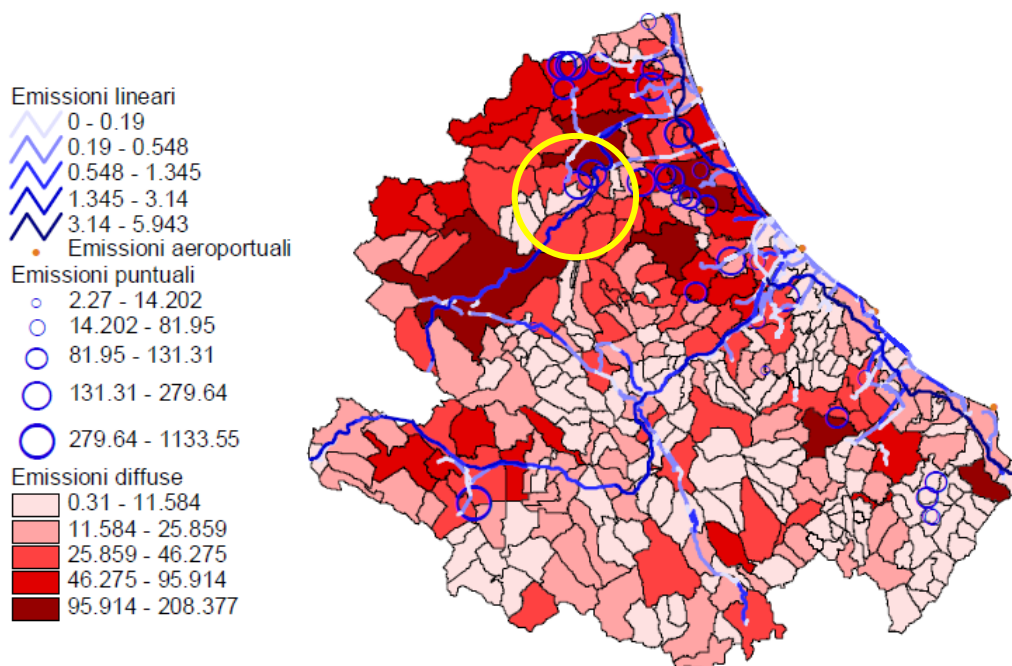 Emissioni lineari
0 - 0.19
0.19 - 0.548
0.548 - 1.345
1.345 - 3.14
3.14 - 5.943
Emissioni aeroportuali
Emissioni puntuali
2.27 - 14.202
14.202 - 81.95
81.95 - 131.31
131.31 - 279.64
279.64 - 1133.55
Emissioni diffuse
0.31 - 11.584
11.584 - 25.859
25.859 - 46.275
46.275 - 95.914
95.914 - 208.377